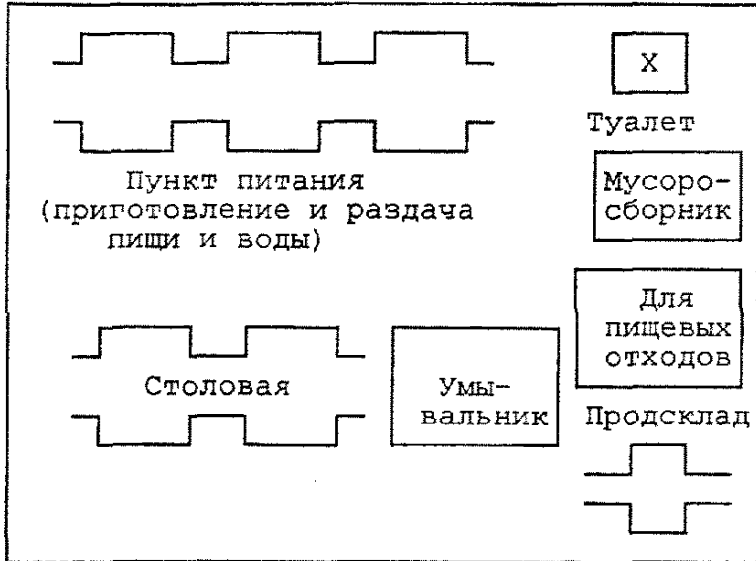 X
Туалет
Пункт питания
(приготовление и раздача
пищи и воды)
Мусоро-
сборник
Для
пищевых
отходов
Столовая
Умы-
вальник
Продсклад